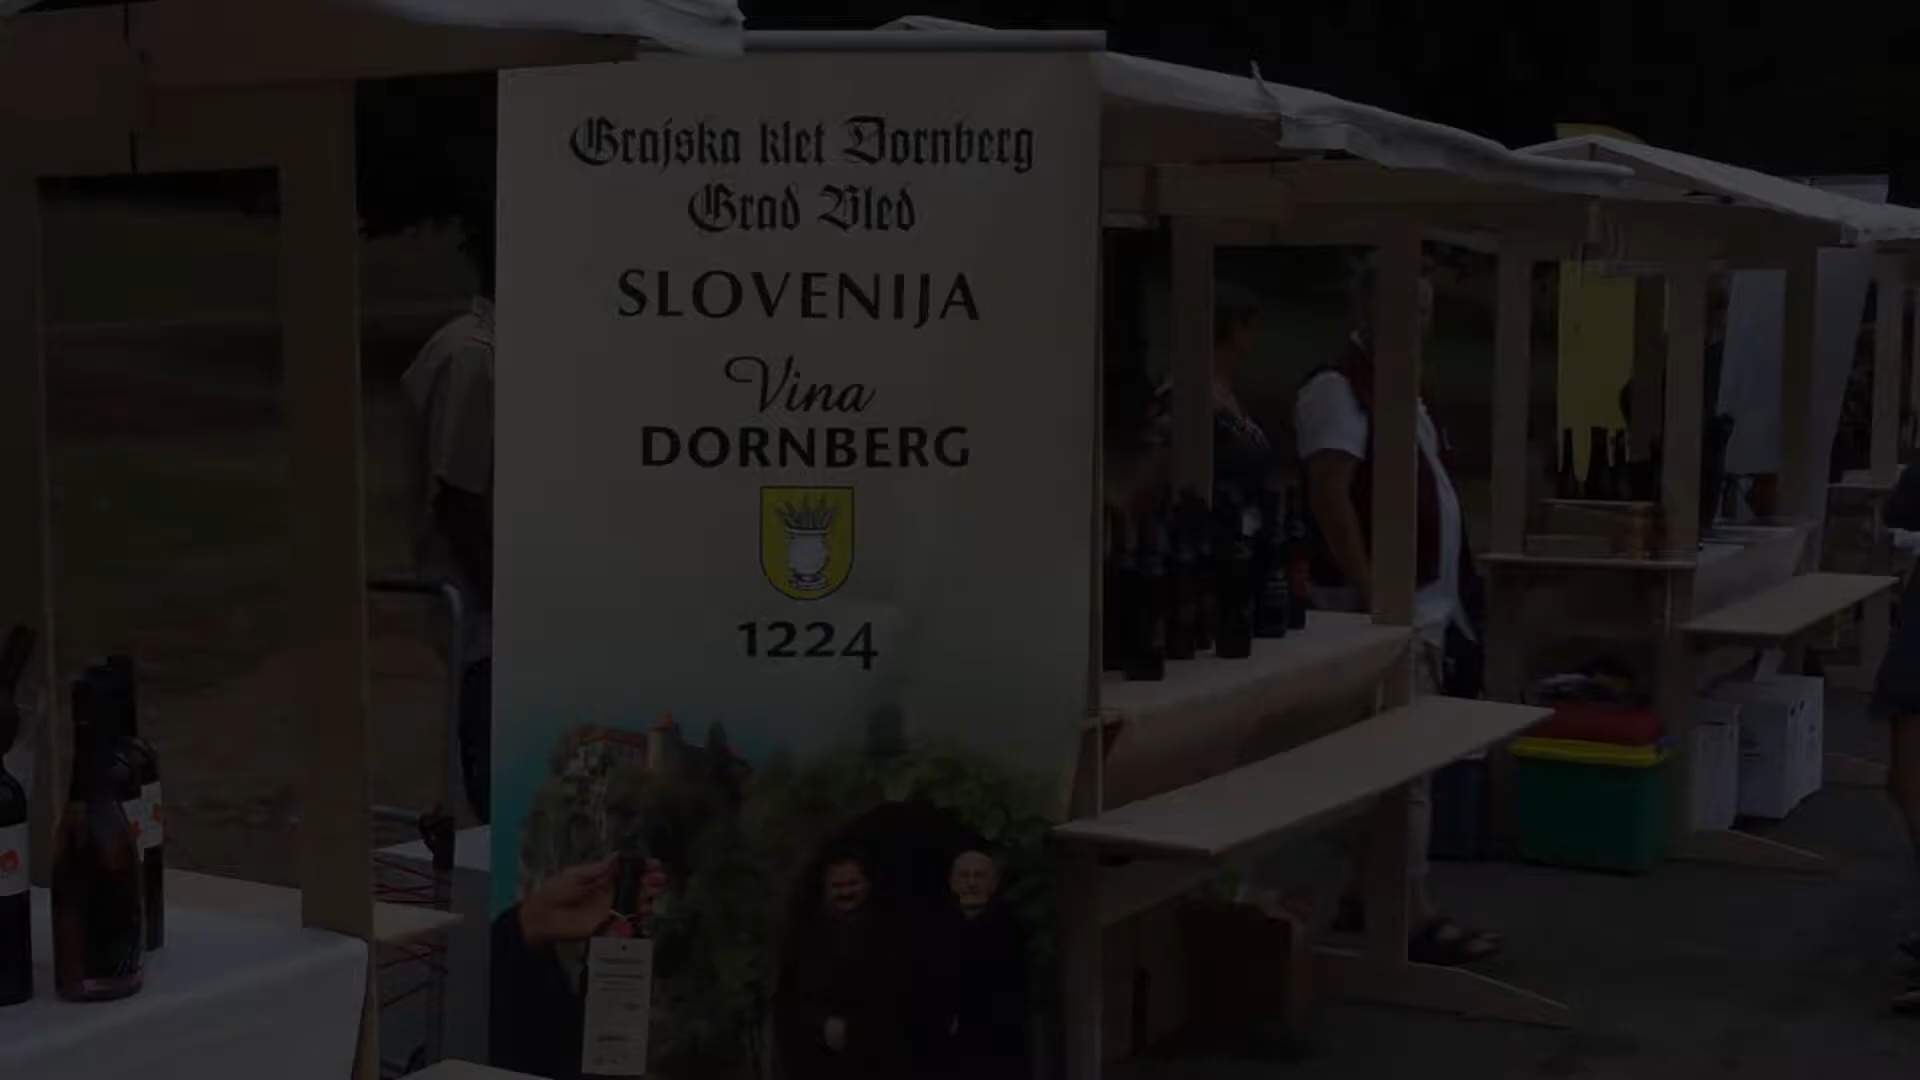 Grajska klet Dornberg
Grad Bled
SLOVENIJA
Vina
DORNBERG
1224